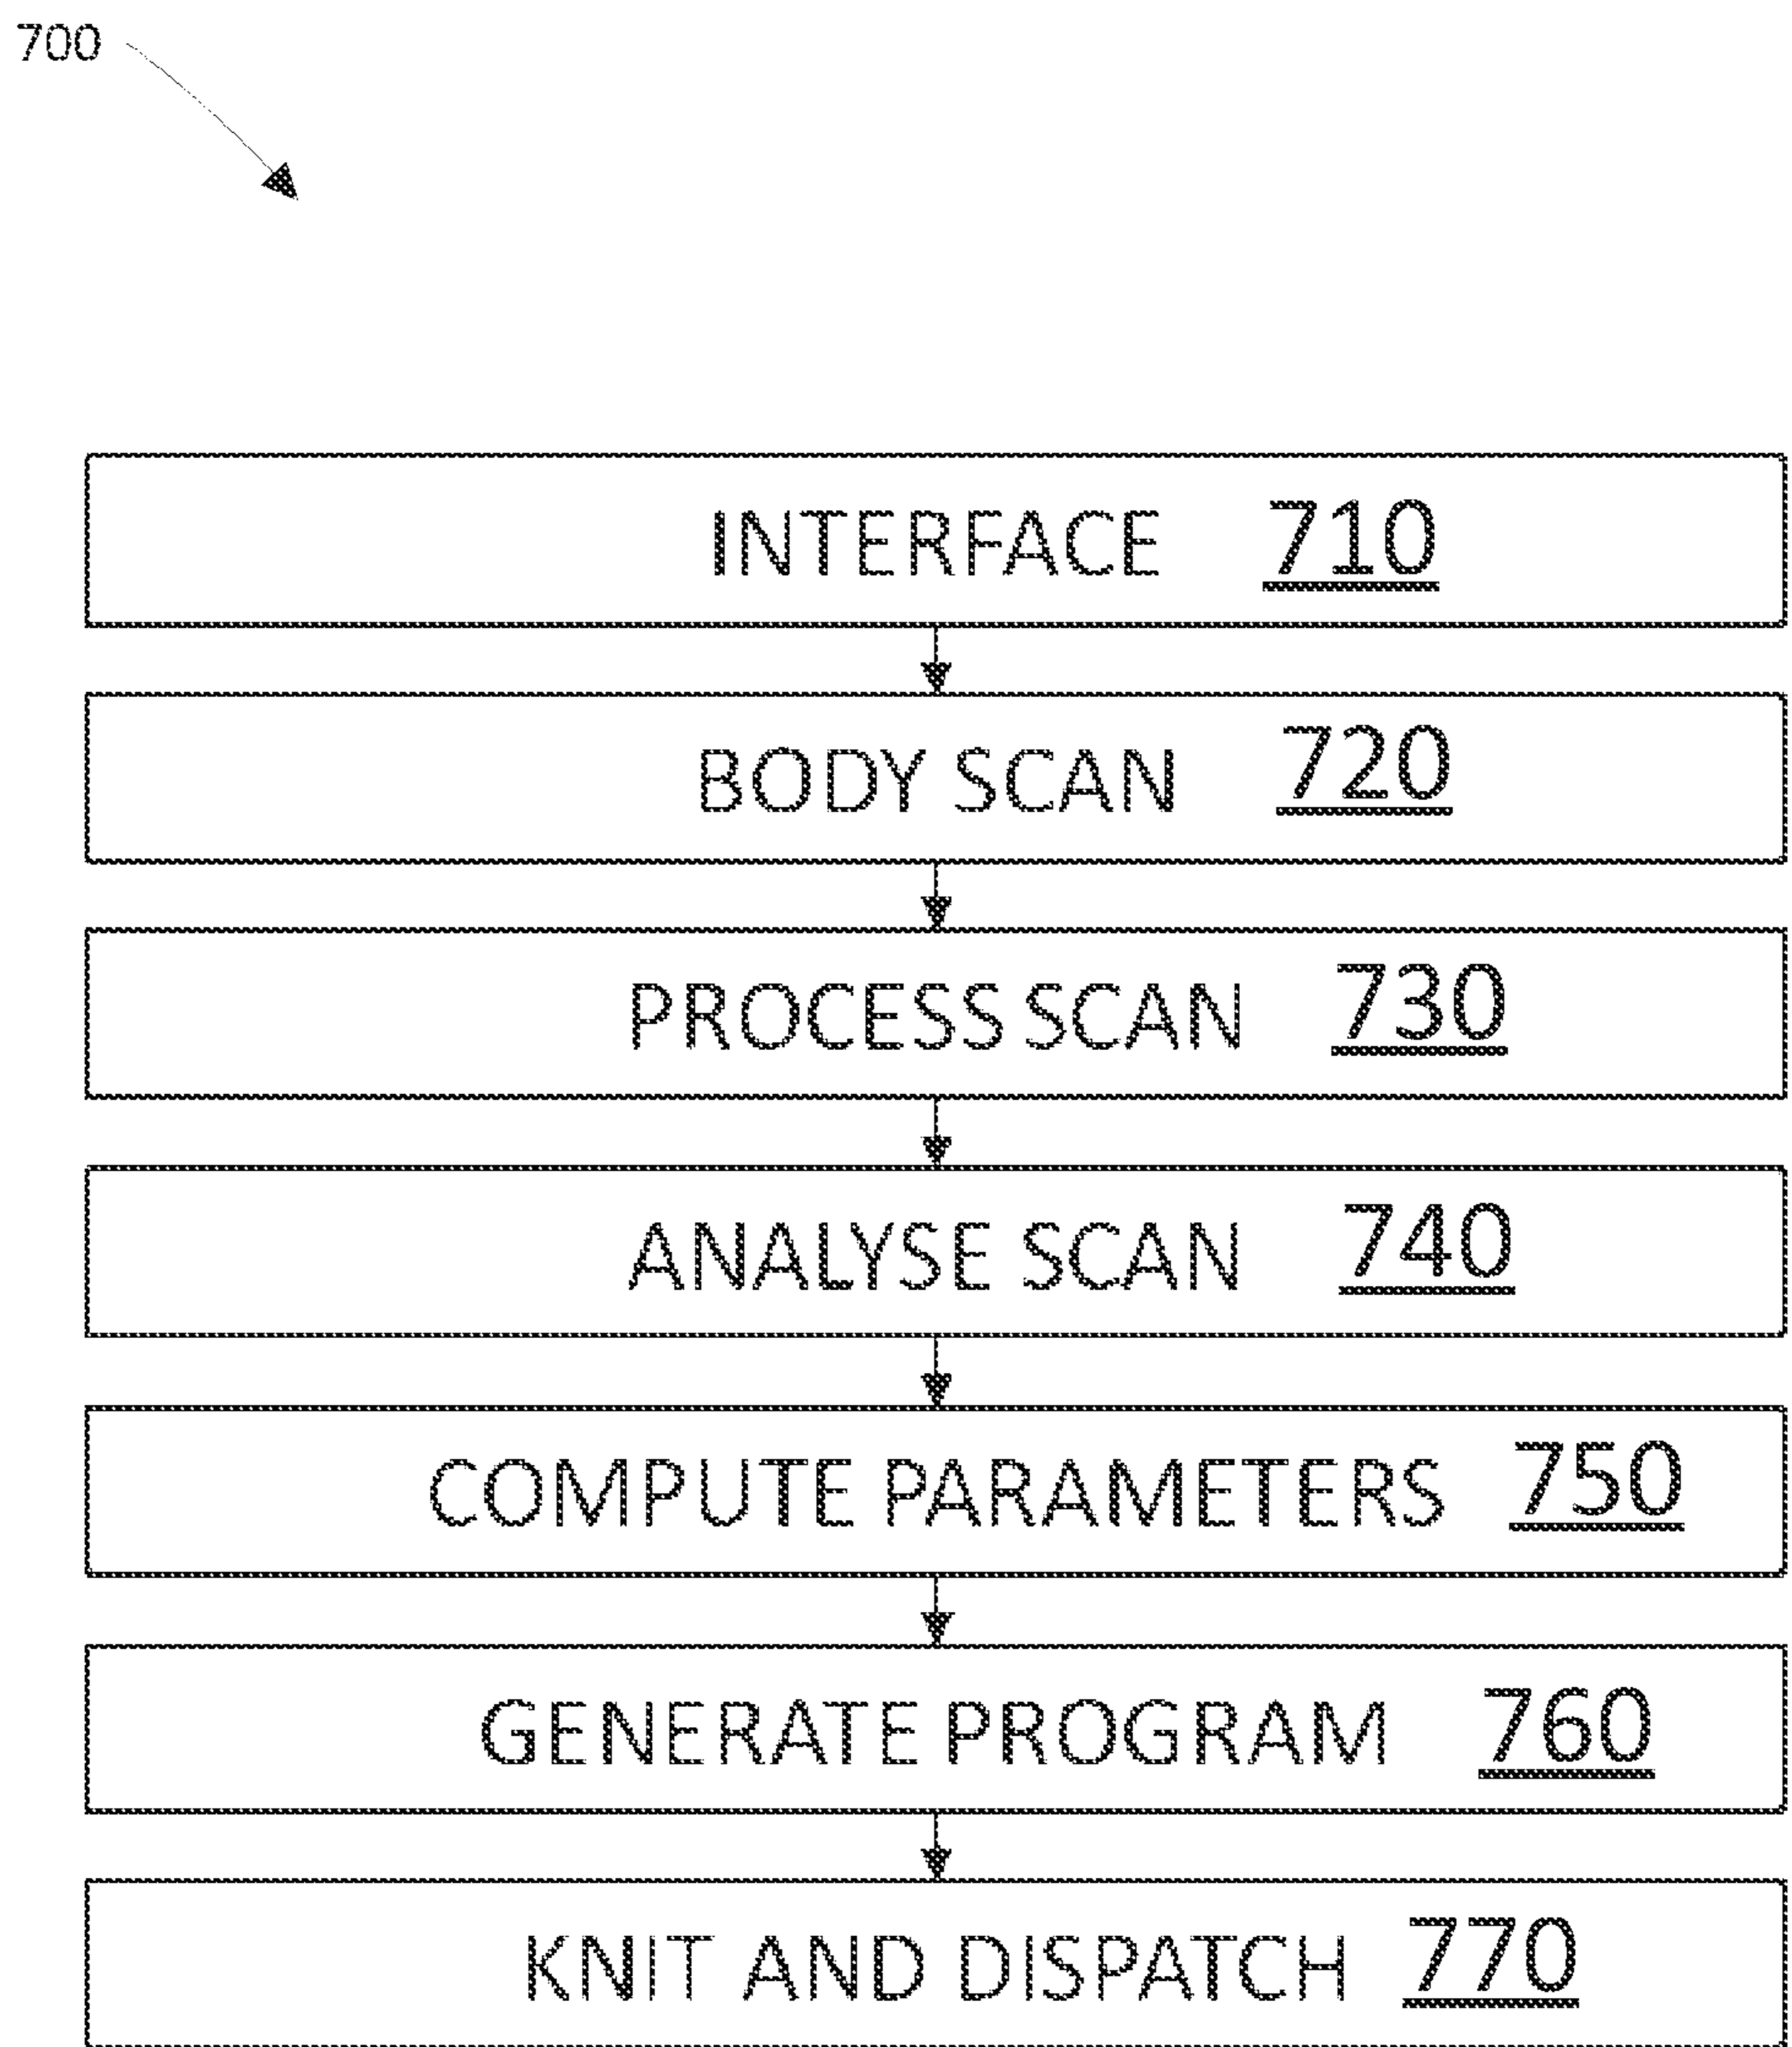 700
INTERFACE 710
BODY SCAN 720
PROCESS SCAN 730
ANALYSE SCAN 740
COMPUTE PARAMETERS 750
GENERATE PROGRAM 760
KNIT AND DISPATCH 770